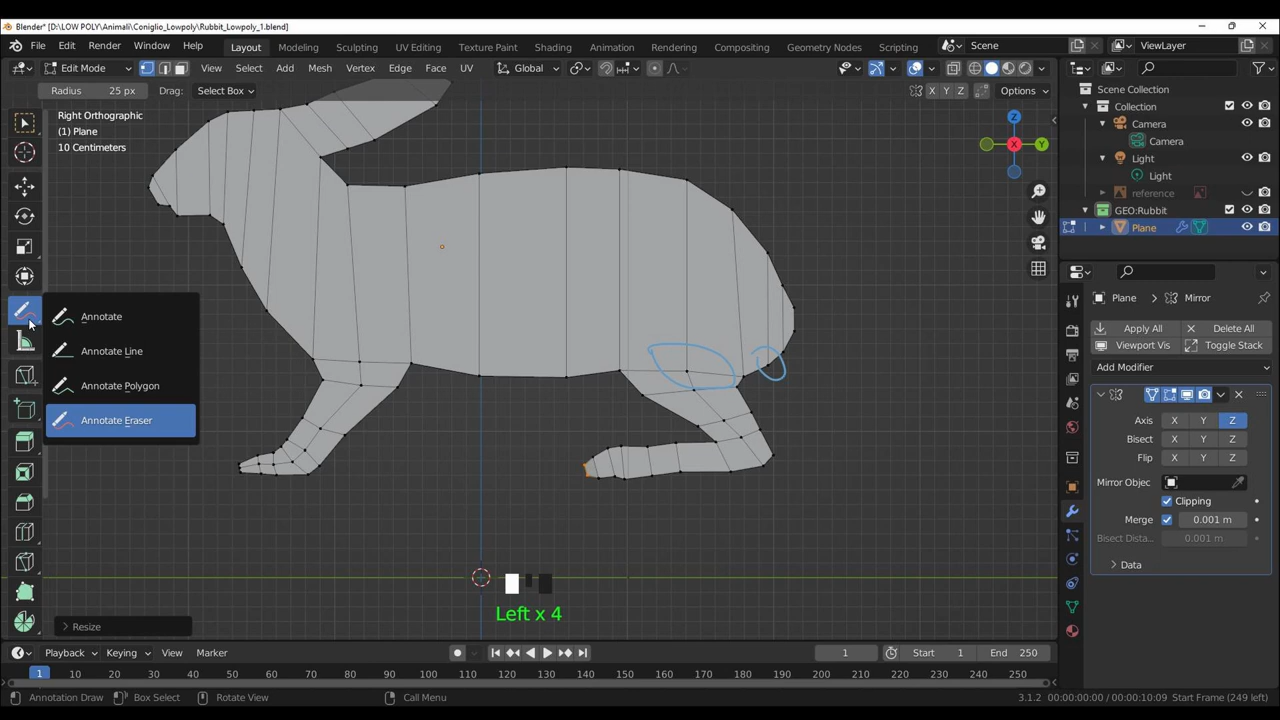 Blender* [D:\LOW POLY\Animali\Coniglio_Lowpoly\Rubbit_Lowpoly_1.blend]
File Edit Render Window Help Layout Modeling Sculpting UV Editing Texture Paint Shading Animation Rendering Compositing Geometry Nodes Scripting Scene ViewLayer
Edit Mode View Select Add Mesh Vertex Edge Face UV Global
Radius 25 px Drag: Select Box X Y Z Options
Right Orthographic
(1) Plane
10 Centimeters
Z
X
Y
Annotate
Annotate Line
Annotate Polygon
Annotate Eraser
Left x 4
Resize
Scene Collection
Collection
Camera
Camera
Light
Light
reference
GEO:Rubbit
Plane
Plane Mirror
Apply All Delete All
Viewport Vis Toggle Stack
Add Modifier
Axis X Y Z
Bisect X Y Z
Flip X Y Z
Mirror Objec
Clipping
Merge 0.001 m
Bisect Dista... 0.001 m
Data
Playback Keying View Marker 1 Start 1 End 250
1 10 20 30 40 50 60 70 80 90 100 110 120 130 140 150 160 170 180 190 200 210 220 230 240 250
Annotation Draw Box Select Rotate View Call Menu 3.1.2 00:00:00:00 / 00:00:10:09 Start Frame (249 left)